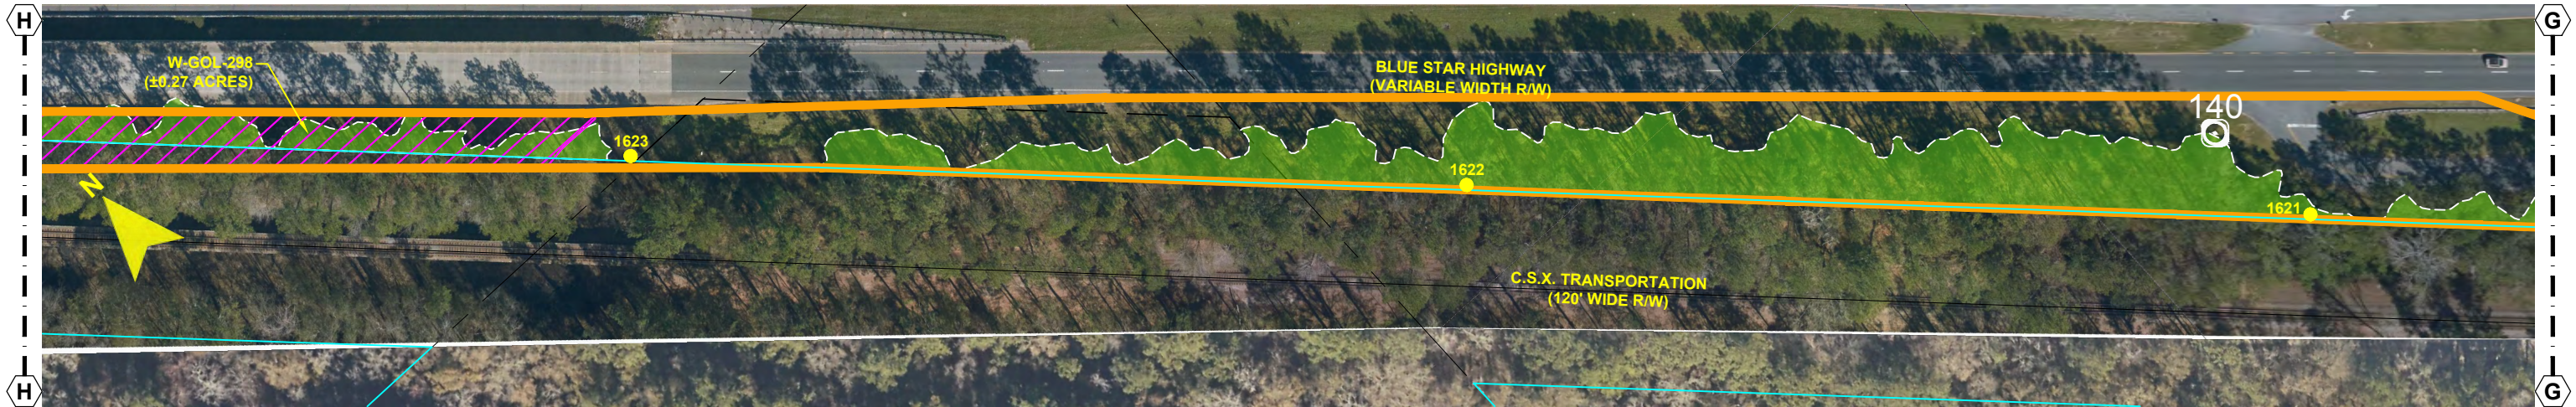 H
G
W-GOL-298
(±0.27 ACRES)
BLUE STAR HIGHWAY
(VARIABLE WIDTH R/W)
140
1623
1622
1621
N
C.S.X. TRANSPORTATION
(120' WIDE R/W)
H
G